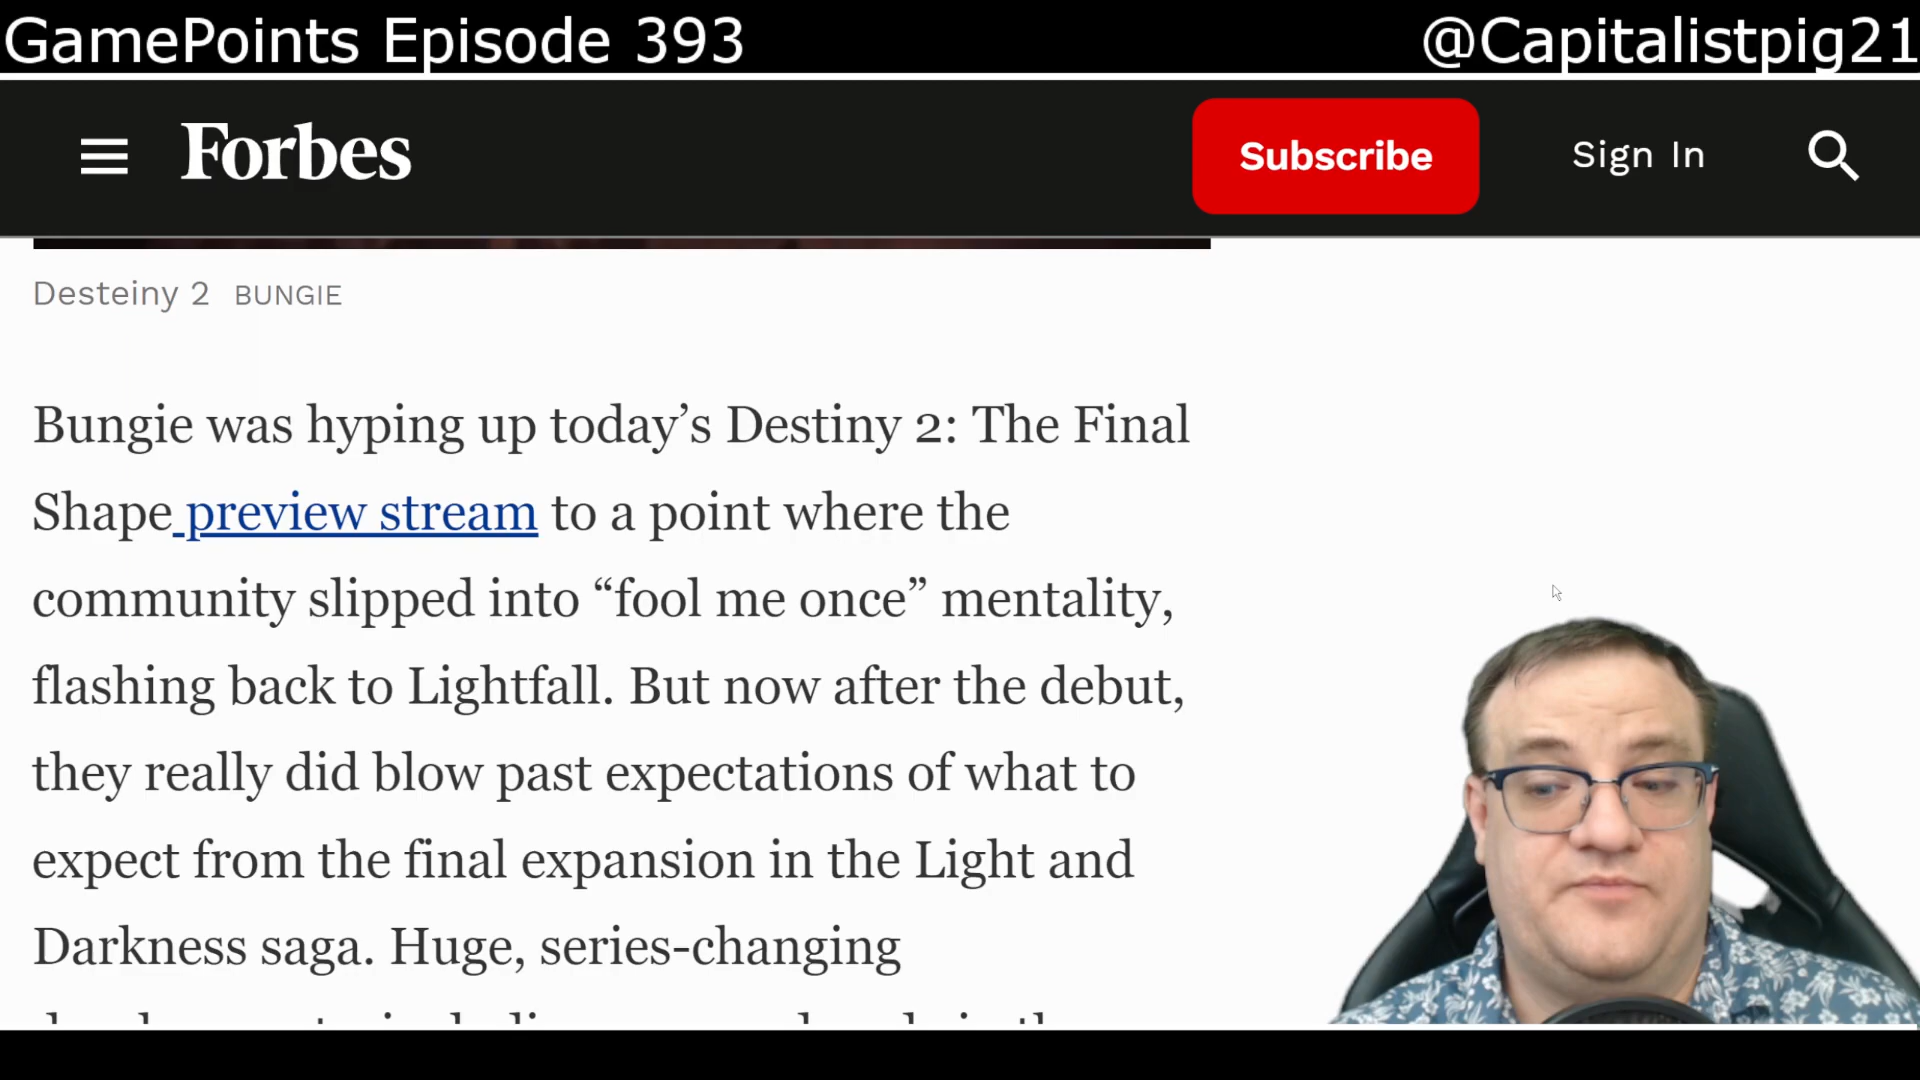 GamePoints Episode 393
@Capitalistpig21
Forbes
Subscribe
Sign In
Desteiny 2 BUNGIE
Bungie was hyping up today’s Destiny 2: The Final
Shape preview stream to a point where the
community slipped into “fool me once” mentality,
flashing back to Lightfall. But now after the debut,
they really did blow past expectations of what to
expect from the final expansion in the Light and
Darkness saga. Huge, series-changing